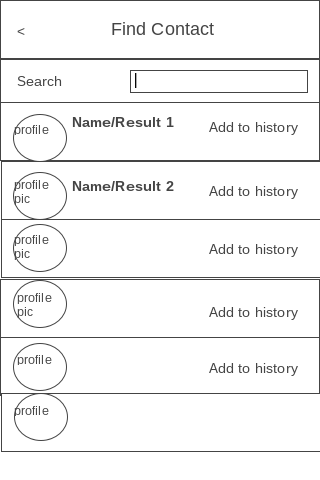 < Find Contact
Search
profile Name/Result 1 Add to history
profile
pic Name/Result 2 Add to history
profile
pic Add to history
profile
pic Add to history
profile Add to history
profile